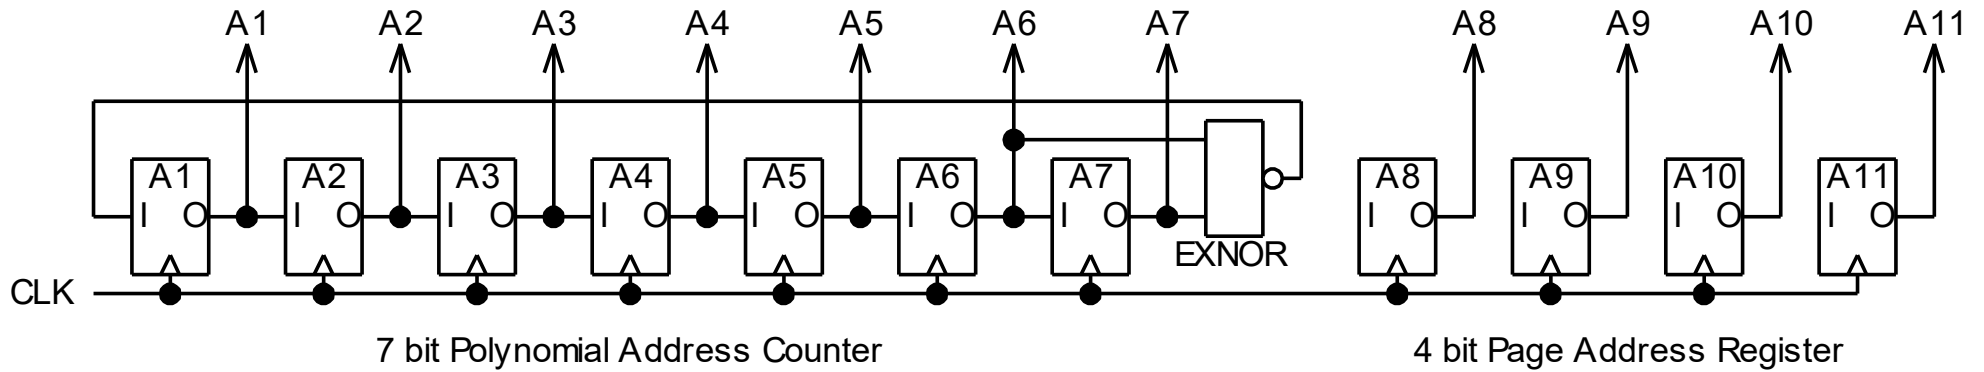 A1 A2 A3 A4 A5 A6 A7 A8 A9 A10 A11
A1 A2 A3 A4 A5 A6 A7 A8 A9 A10 A11
I O I O I O I O I O I O I O I O I O I O I O
EXNOR
CLK
7 bit Polynomial Address Counter 4 bit Page Address Register